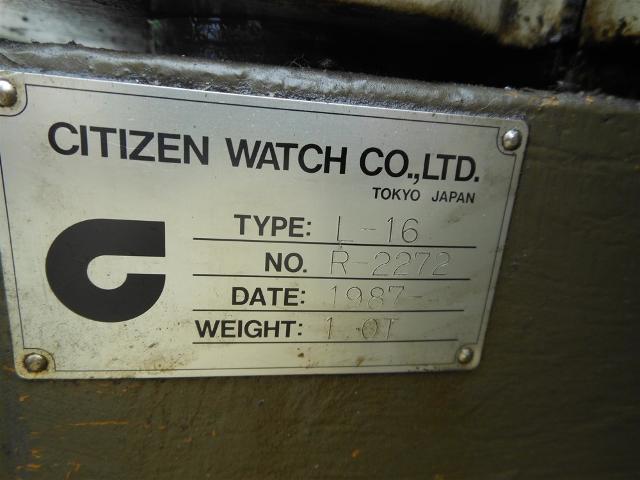 CITIZEN WATCH CO.,LTD.
TOKYO JAPAN
TYPE: L-16
NO. R-2272
DATE: 1987-
WEIGHT: 1.0T